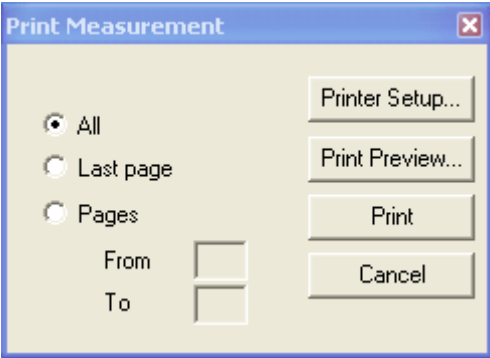 Print Measurement
All
Last page
Pages
From
To
Printer Setup...
Print Preview...
Print
Cancel